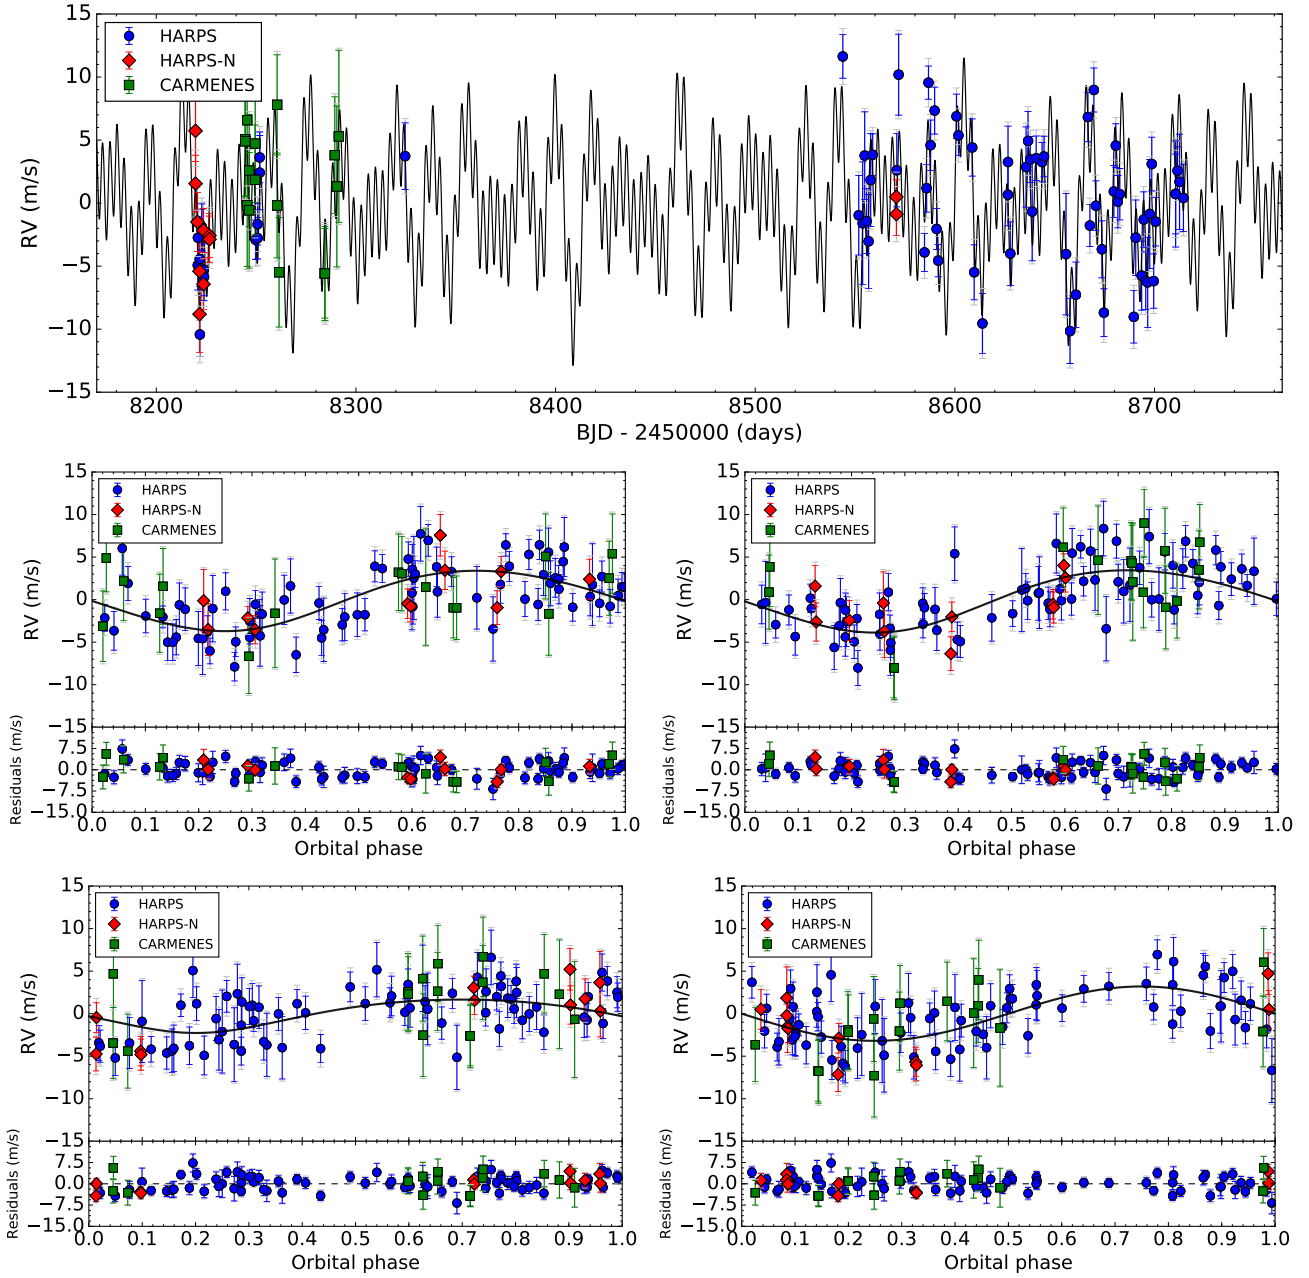 15
10
5
0
−5
−10
−15
RV (m/s)
HARPS
HARPS-N
CARMENES
8200 8300 8400 8500 8600 8700
BJD - 2450000 (days)
15
10
5
0
−5
−10
−15
RV (m/s)
HARPS
HARPS-N
CARMENES
7.5
0.0
−7.5
−15.0
Residuals (m/s)
0.0 0.1 0.2 0.3 0.4 0.5 0.6 0.7 0.8 0.9 1.0
Orbital phase
15
10
5
0
−5
−10
−15
RV (m/s)
HARPS
HARPS-N
CARMENES
7.5
0.0
−7.5
−15.0
Residuals (m/s)
0.0 0.1 0.2 0.3 0.4 0.5 0.6 0.7 0.8 0.9 1.0
Orbital phase
15
10
5
0
−5
−10
−15
RV (m/s)
HARPS
HARPS-N
CARMENES
7.5
0.0
−7.5
−15.0
Residuals (m/s)
0.0 0.1 0.2 0.3 0.4 0.5 0.6 0.7 0.8 0.9 1.0
Orbital phase
15
10
5
0
−5
−10
−15
RV (m/s)
HARPS
HARPS-N
CARMENES
7.5
0.0
−7.5
−15.0
Residuals (m/s)
0.0 0.1 0.2 0.3 0.4 0.5 0.6 0.7 0.8 0.9 1.0
Orbital phase